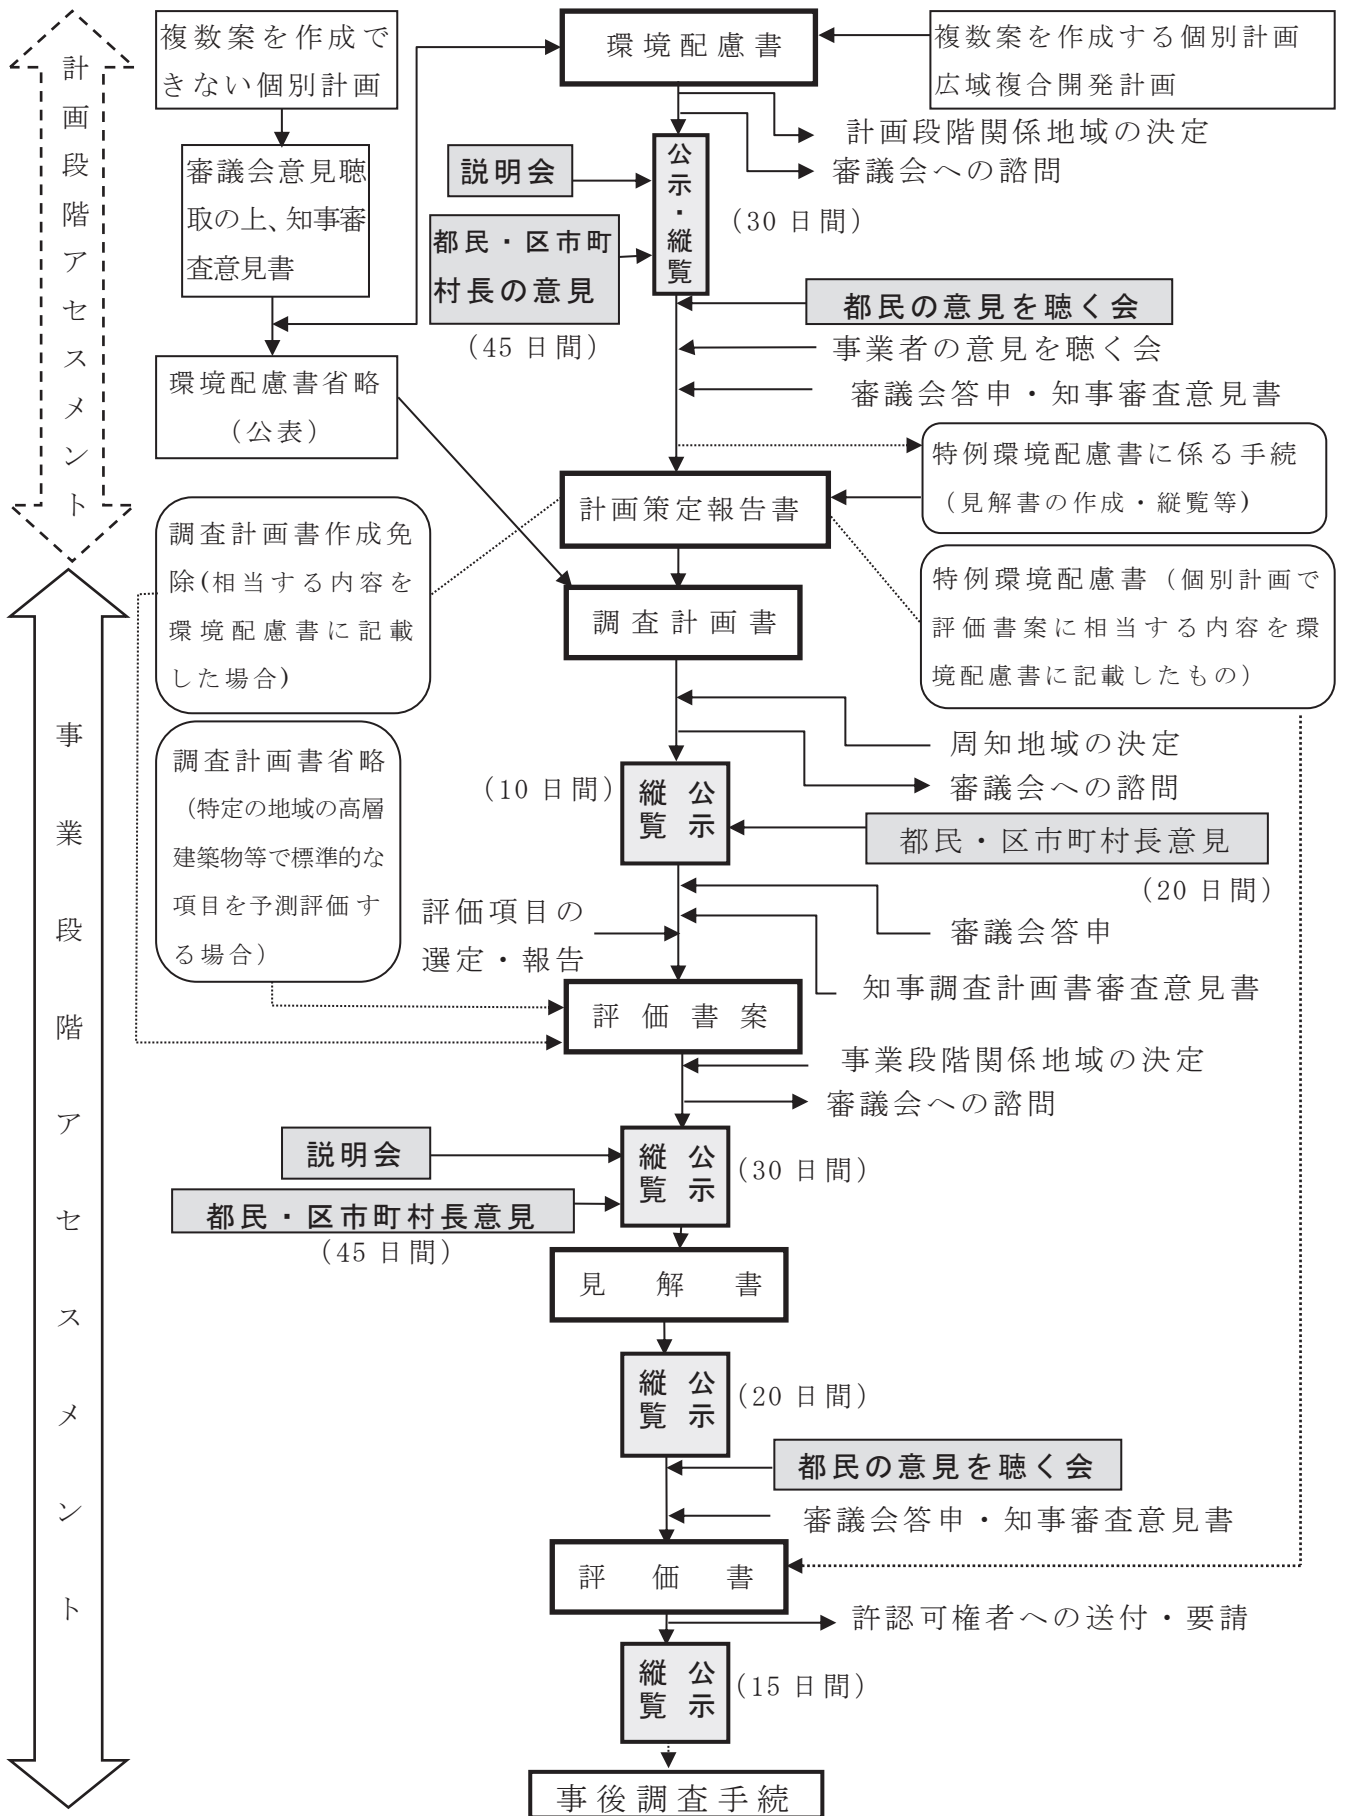 計画段階アセスメント
複数案を作成で
きない個別計画
環境配慮書
複数案を作成する個別計画
広域複合開発計画
計画段階関係地域の決定
審議会への諮問
審議会意見聴
取の上、知事審
査意見書
説明会
公示・縦覧
(30日間)
都民・区市町
村長の意見
(45日間)
都民の意見を聴く会
事業者の意見を聴く会
審議会答申・知事審査意見書
環境配慮書省略
(公表)
特例環境配慮書に係る手続
(見解書の作成・縦覧等)
計画策定報告書
調査計画書作成免
除(相当する内容を
環境配慮書に記載
した場合)
特例環境配慮書(個別計画で
評価書案に相当する内容を環
境配慮書に記載したもの)
事業段階アセスメント
調査計画書
周知地域の決定
審議会への諮問
調査計画書省略
(特定の地域の高層
建築物等で標準的な
項目を予測評価す
る場合)
(10日間)
公示
縦覧
都民・区市町村長意見
(20日間)
審議会答申
評価項目の
選定・報告
知事調査計画書審査意見書
評価書案
事業段階関係地域の決定
審議会への諮問
説明会
公示
縦覧
(30日間)
都民・区市町村長意見
(45日間)
見解書
公示
縦覧
(20日間)
都民の意見を聴く会
審議会答申・知事審査意見書
評価書
許認可権者への送付・要請
公示
縦覧
(15日間)
事後調査手続